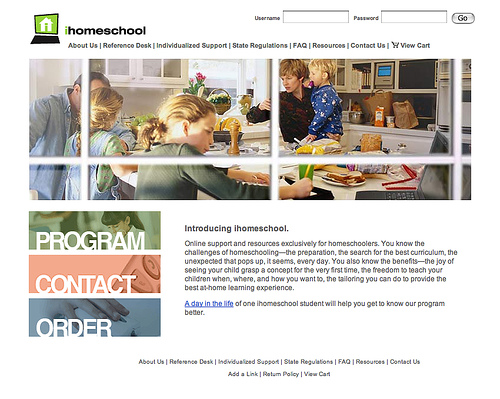 Username Password Go
ihomeschool
About Us | Reference Desk | Individualized Support | State Regulations | FAQ | Resources | Contact Us | View Cart
PROGRAM
CONTACT
ORDER
Introducing ihomeschool.
Online support and resources exclusively for homeschoolers. You know the
challenges of homeschooling—the preparation, the search for the best curriculum, the
unexpected that pops up, it seems, every day. You also know the benefits—the joy of
seeing your child grasp a concept for the very first time, the freedom to teach your
children when, where, and how you want to, the tailoring you can do to provide the
best at-home learning experience.
A day in the life of one ihomeschool student will help you get to know our program
better.
About Us | Reference Desk | Individualized Support | State Regulations | FAQ | Resources | Contact Us
Add a Link | Return Policy | View Cart